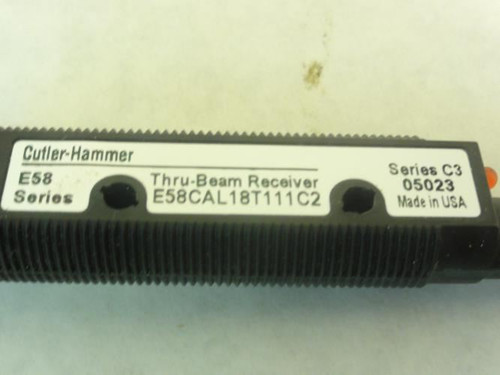 Cutler-Hammer
E58
Series
Thru-Beam Receiver
E58CAL18T111C2
Series C3
05023
Made in USA